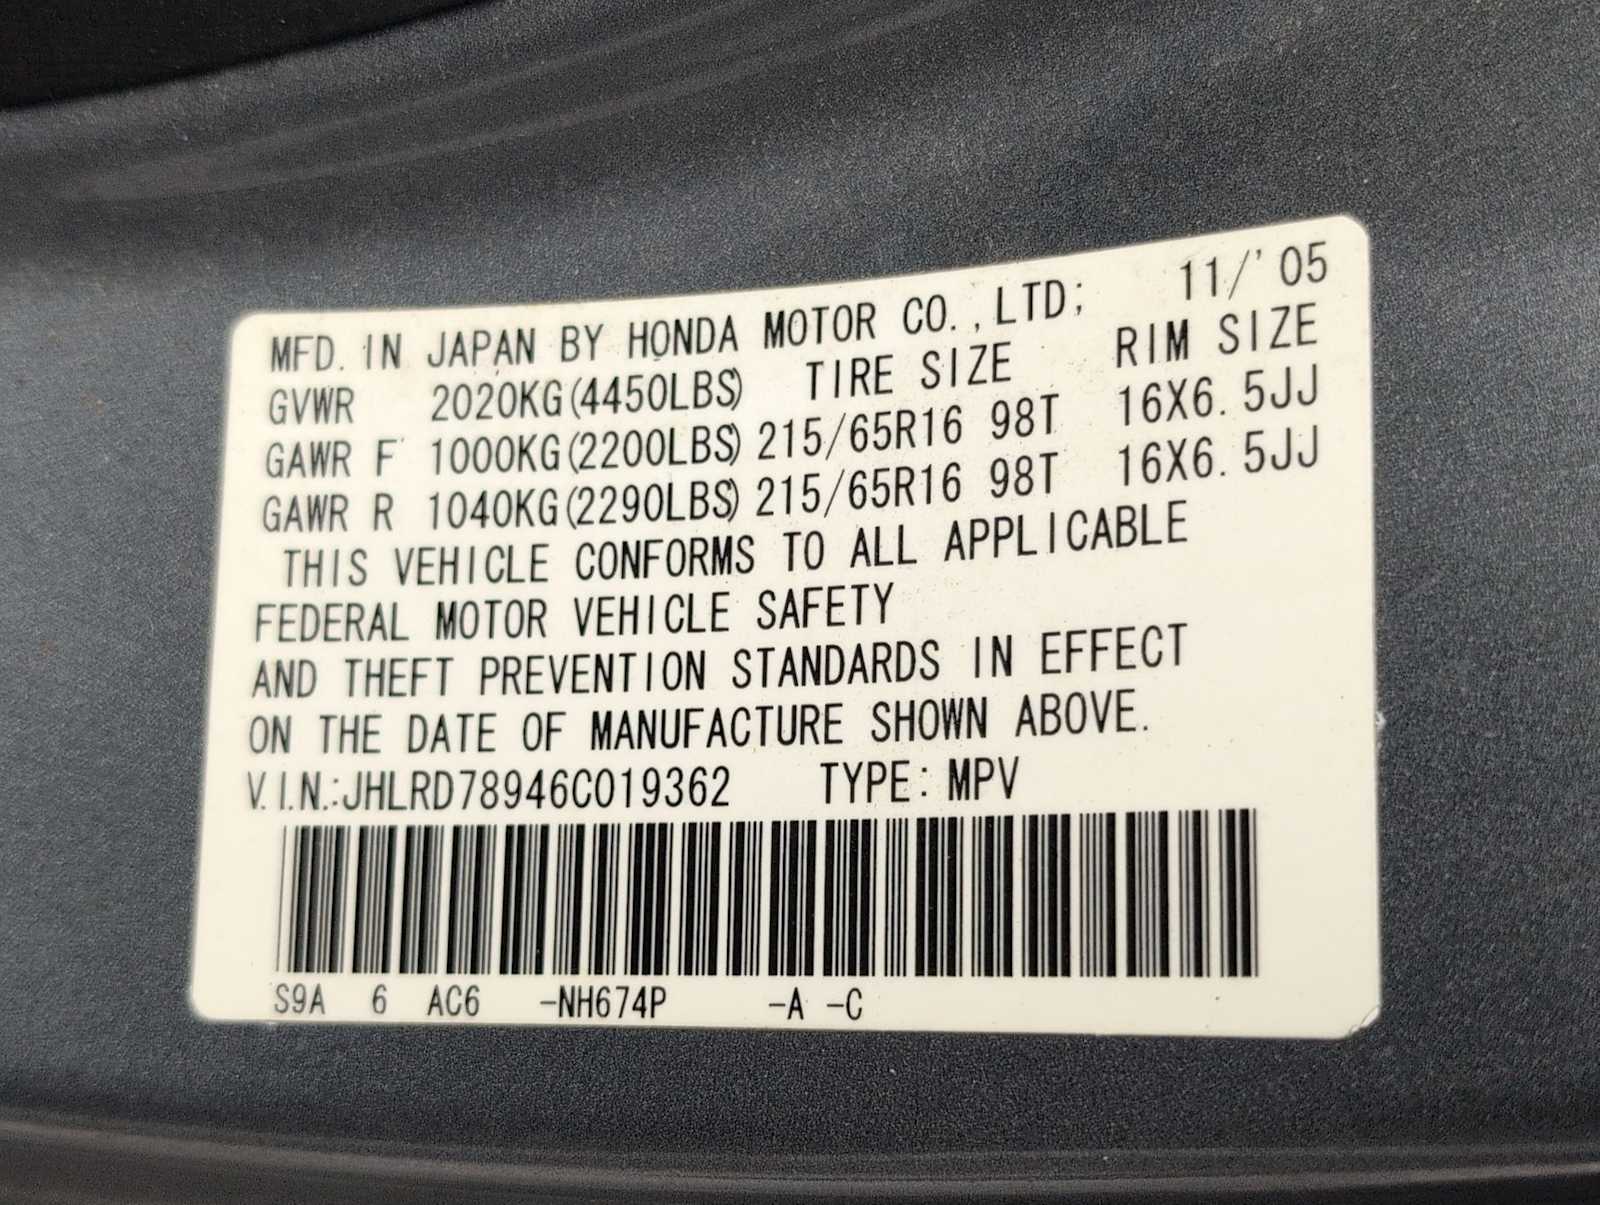 MFD. IN JAPAN BY HONDA MOTOR CO.,LTD; 11/'05
GVWR 2020KG(4450LBS) TIRE SIZE RIM SIZE
GAWR F 1000KG(2200LBS) 215/65R16 98T 16X6.5JJ
GAWR R 1040KG(2290LBS) 215/65R16 98T 16X6.5JJ
THIS VEHICLE CONFORMS TO ALL APPLICABLE
FEDERAL MOTOR VEHICLE SAFETY
AND THEFT PREVENTION STANDARDS IN EFFECT
ON THE DATE OF MANUFACTURE SHOWN ABOVE.
V.I.N.:JHLRD78946C019362 TYPE: MPV
S9A 6 AC6 -NH674P -A -C